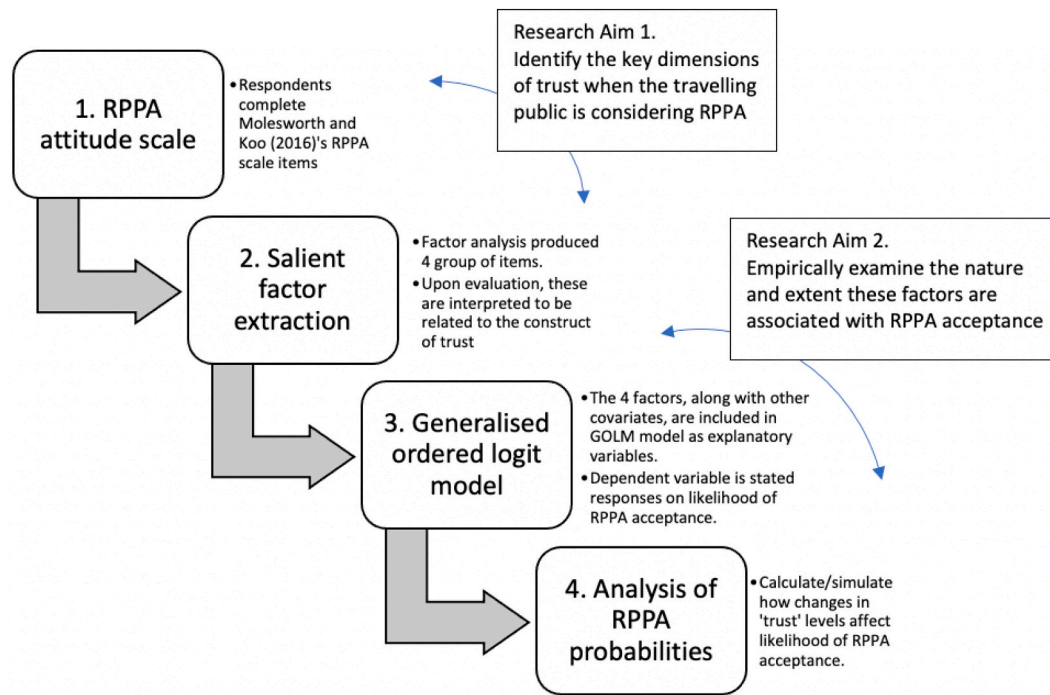 1. RPPA
attitude scale
•Respondents
complete
Molesworth and
Koo (2016)'s RPPA
scale items
Research Aim 1.
Identify the key dimensions
of trust when the travelling
public is considering RPPA
2. Salient
factor
extraction
•Factor analysis produced
4 group of items.
•Upon evaluation, these
are interpreted to be
related to the construct
of trust
Research Aim 2.
Empirically examine the nature
and extent these factors are
associated with RPPA acceptance
3. Generalised
ordered logit
model
•The 4 factors, along with other
covariates, are included in
GOLM model as explanatory
variables.
•Dependent variable is stated
responses on likelihood of
RPPA acceptance.
4. Analysis of
RPPA
probabilities
•Calculate/simulate
how changes in
'trust' levels affect
likelihood of RPPA
acceptance.